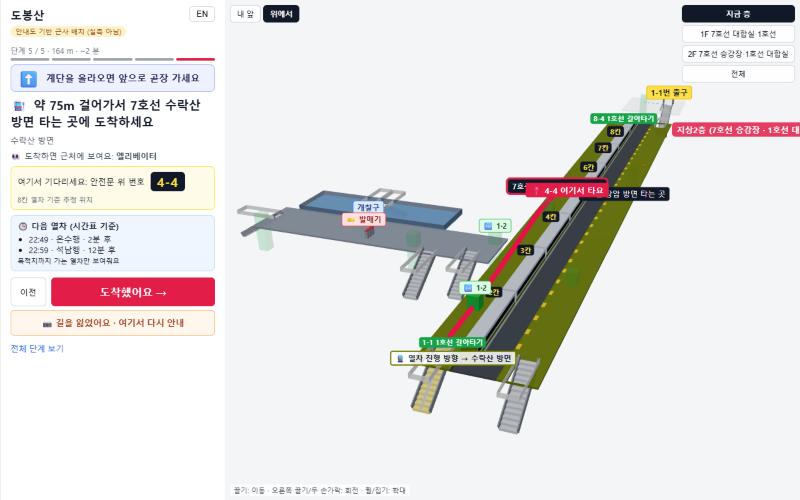 도봉산
EN
안내도 기반 근사 배치 (실측 아님)
단계 5 / 5 · 164 m · ~2 분
계단을 올라오면 앞으로 곧장 가세요
약 75m 걸어가서 7호선 수락산
방면 타는 곳에 도착하세요
수락산 방면
도착하면 근처에 보여요: 엘리베이터
여기서 기다리세요: 안전문 위 번호 4-4
8칸 열차 기준 추정 위치
다음 열차 (시간표 기준)
• 22:49 · 온수행 · 2분 후
• 22:59 · 석남행 · 12분 후
목적지까지 가는 열차만 보여줘요
이전
도착했어요 →
길을 잃었어요 · 여기서 다시 안내
전체 단계 보기
내 앞
위에서
지금 층
1F 7호선 대합실·1호선
2F 7호선 승강장·1호선 대합실
전체
1-1번 출구
8-4 1호선 갈아타기
지상2층 (7호선 승강장 · 1호선 대
8칸
7칸
6칸
7호선
4-4 여기서 타요
장암 방면 타는 곳
4칸
3칸
개찰구
발매기
1-2
1-2
2칸
1-1 1호선 갈아타기
열차 진행 방향 → 수락산 방면
끌기: 이동 · 오른쪽 끌기/두 손가락: 회전 · 휠/집기: 확대